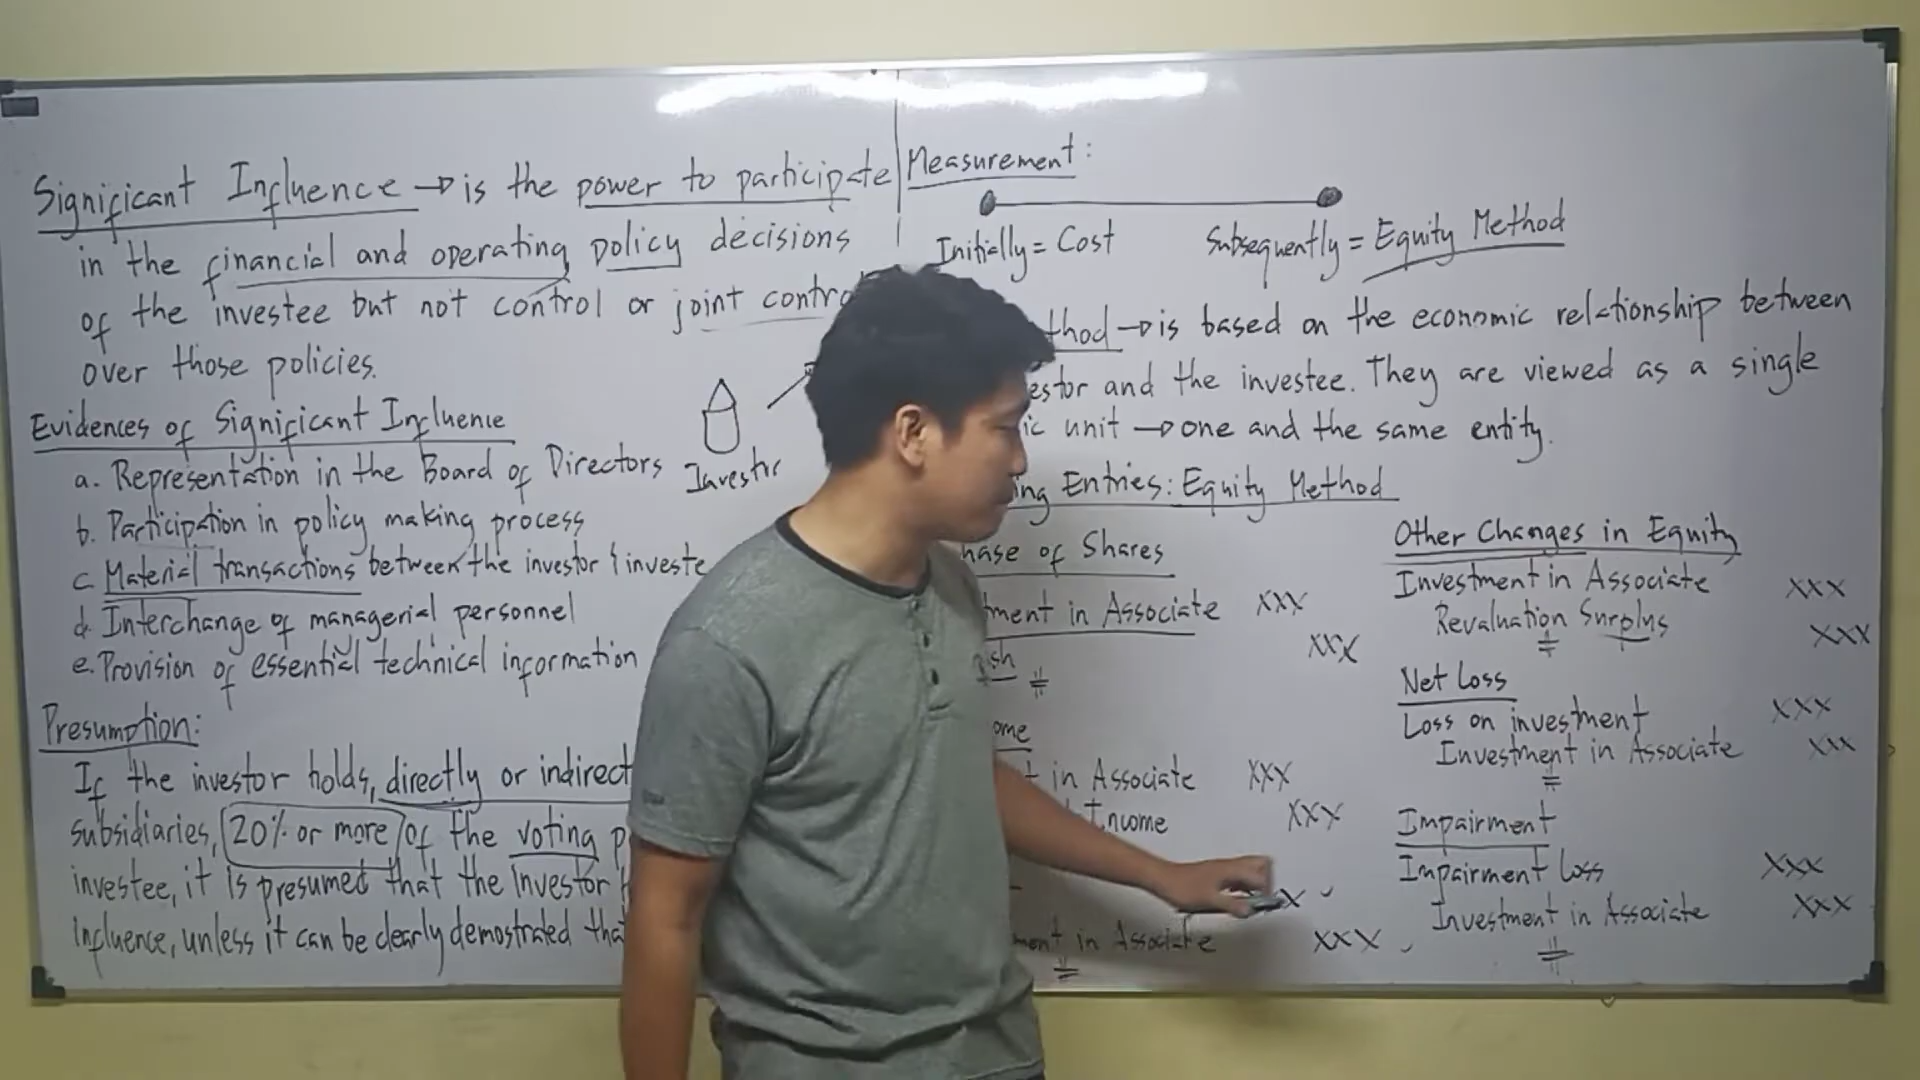 Significant Influence → is the power to participate
in the financial and operating policy decisions
of the investee but not control or joint contro
over those policies.
Evidences of Significant Influence
a. Representation in the Board of Directors
b. Participation in policy making process
c. Material transactions between the investor & investe
d. Interchange of managerial personnel
e. Provision of essential technical information
Investor
Presumption:
If the investor holds, directly or indirect
subsidiaries, 20% or more of the voting p
investee, it is presumed that the investor
influence, unless it can be clearly demostrated tha
Measurement:
Initially = Cost
Subsequently = Equity Method
thod → is based on the economic relationship between
estor and the investee. They are viewed as a single
ic unit → one and the same entity.
ing Entries: Equity Method
hase of Shares
tment in Associate XXX
sh XXX
ome
t in Associate XXX
t Income XXX
X
ment in Associate XXX
Other Changes in Equity
Investment in Associate XXX
Revaluation Surplus XXX
Net Loss
Loss on investment XXX
Investment in Associate XXX
Impairment
Impairment Loss XXX
Investment in Associate XXX